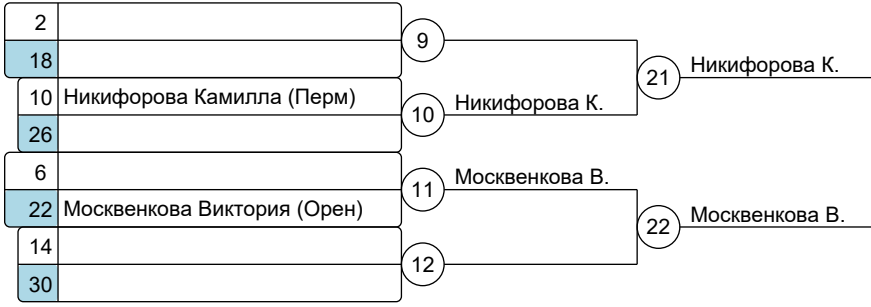 2
9
18
21 Никифорова К.
10 Никифорова Камилла (Перм)
10 Никифорова К.
26
6
11 Москвенкова В.
22 Москвенкова Виктория (Орен)
22 Москвенкова В.
14
12
30